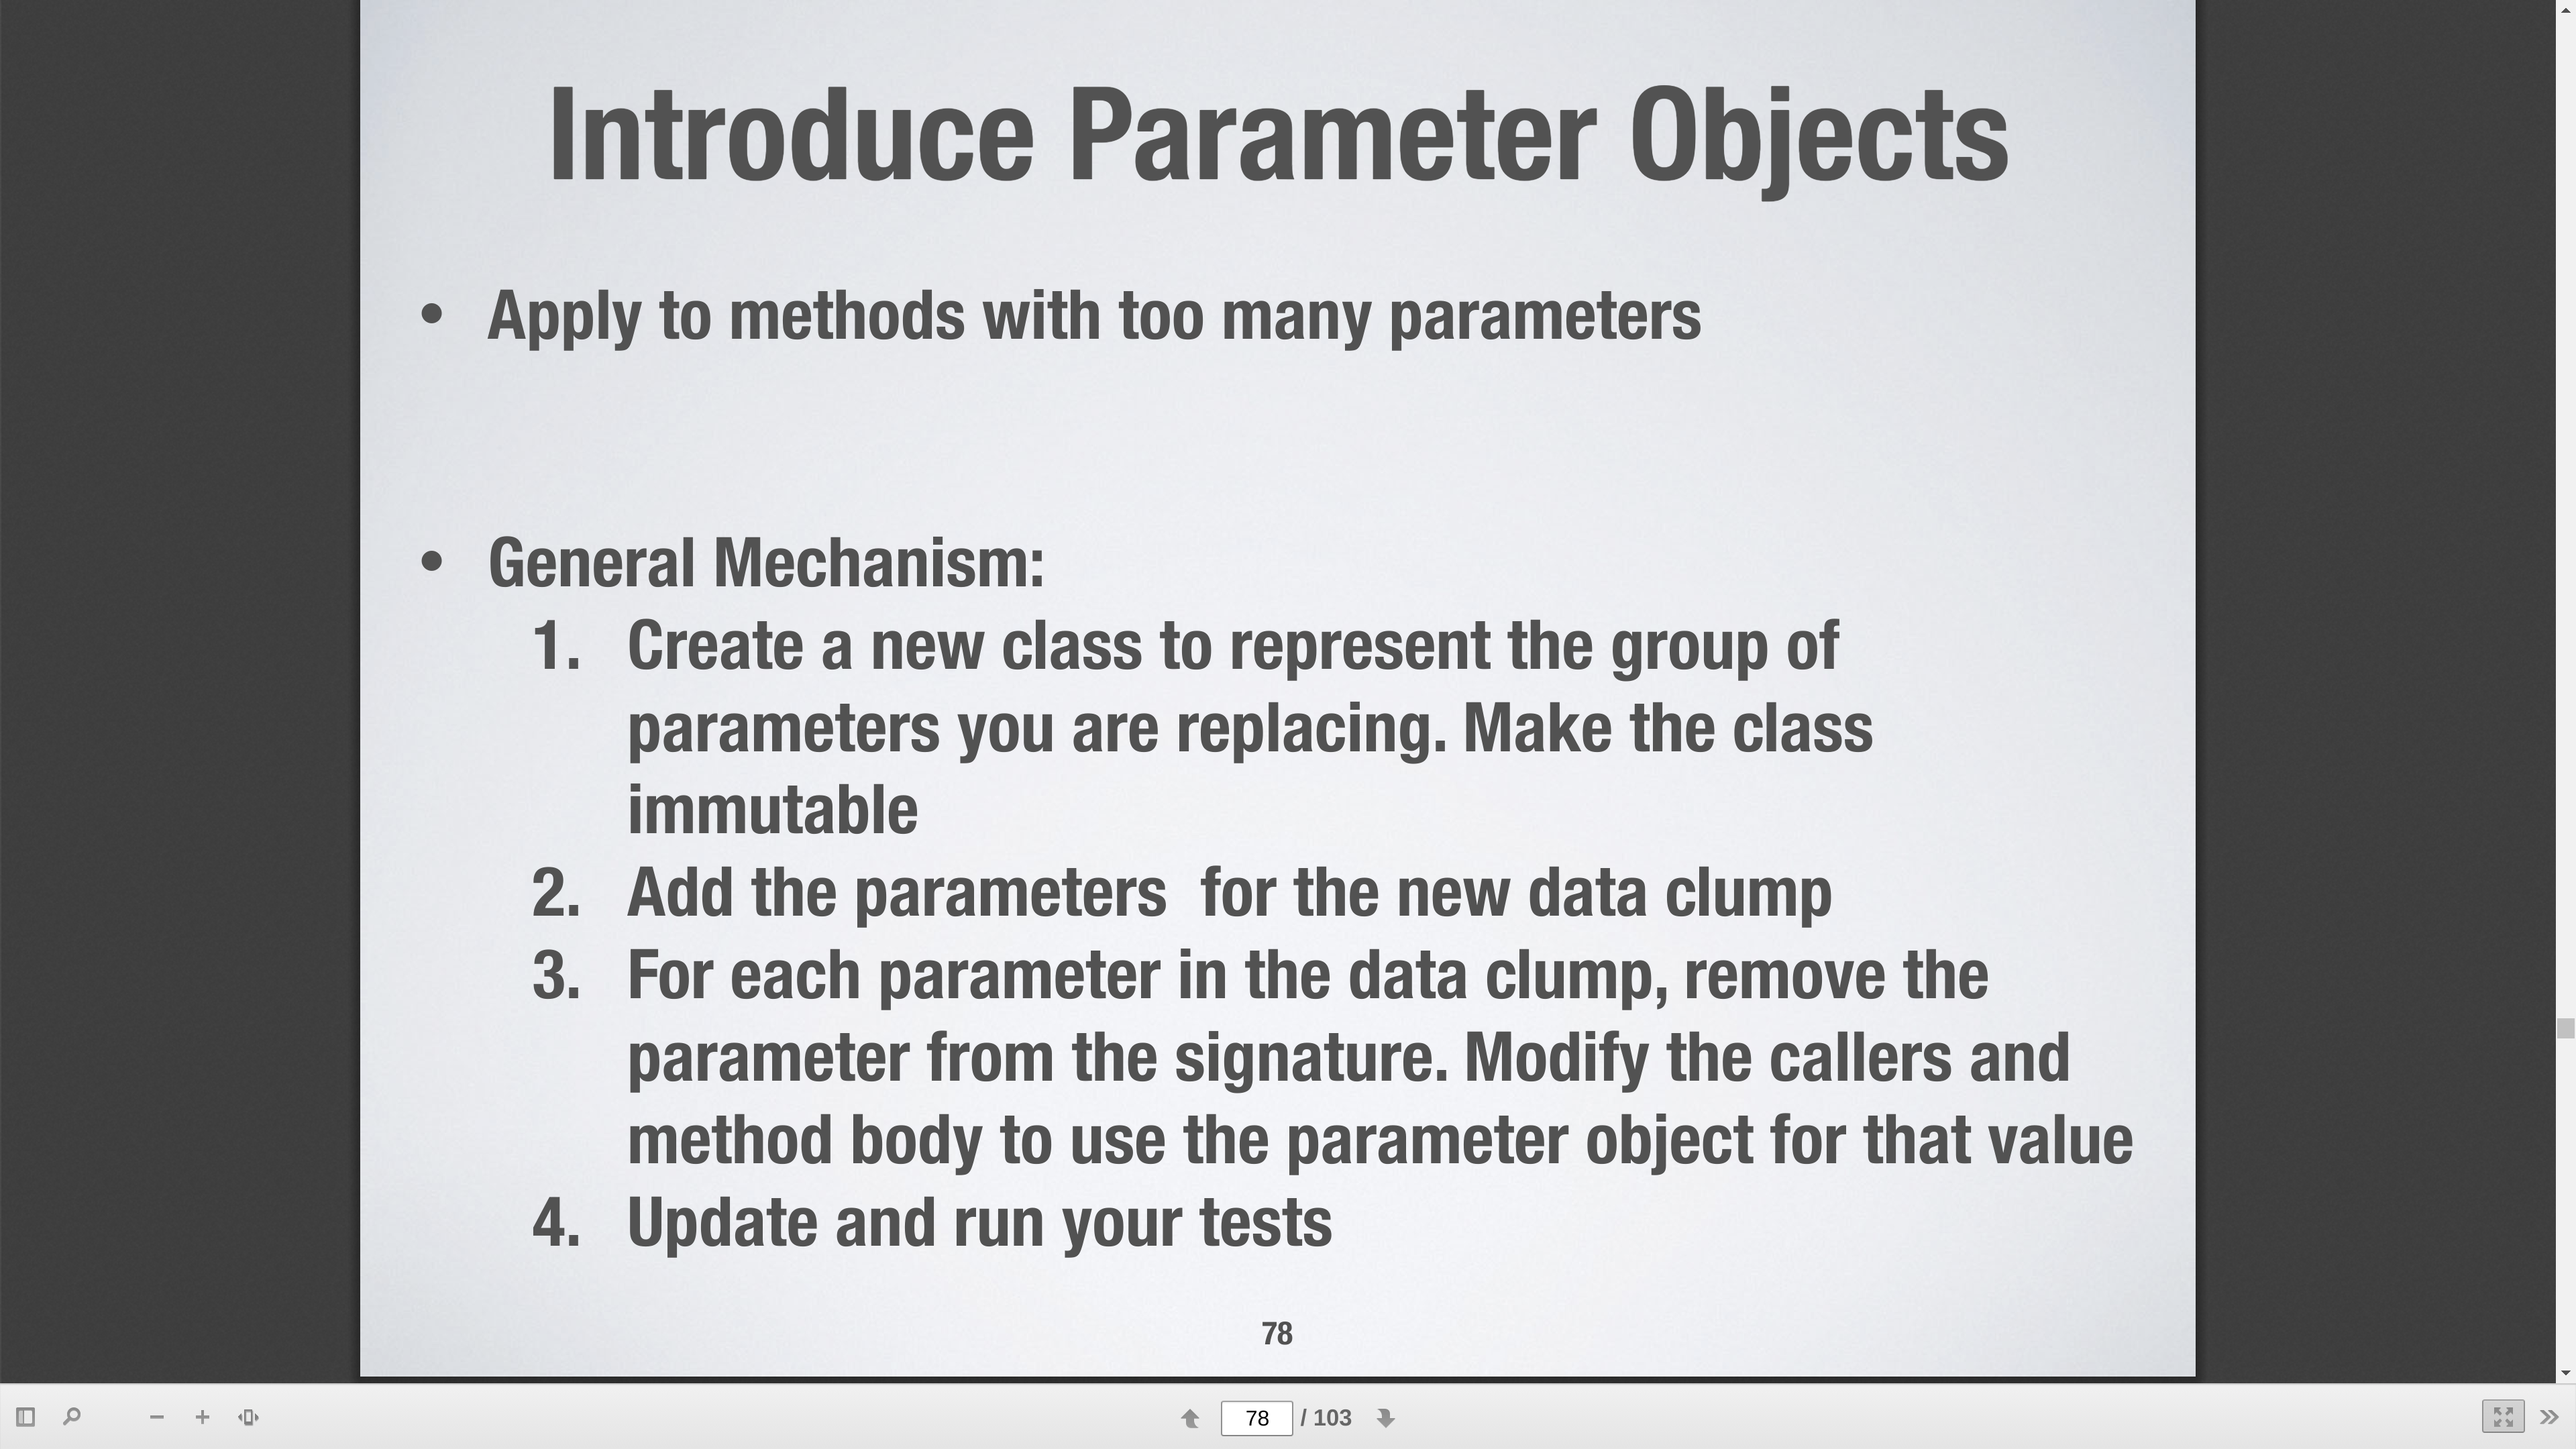 Introduce Parameter Objects
• Apply to methods with too many parameters
• General Mechanism:
1. Create a new class to represent the group of
parameters you are replacing. Make the class
immutable
2. Add the parameters  for the new data clump
3. For each parameter in the data clump, remove the
parameter from the signature. Modify the callers and
method body to use the parameter object for that value
4. Update and run your tests
78
78 / 103